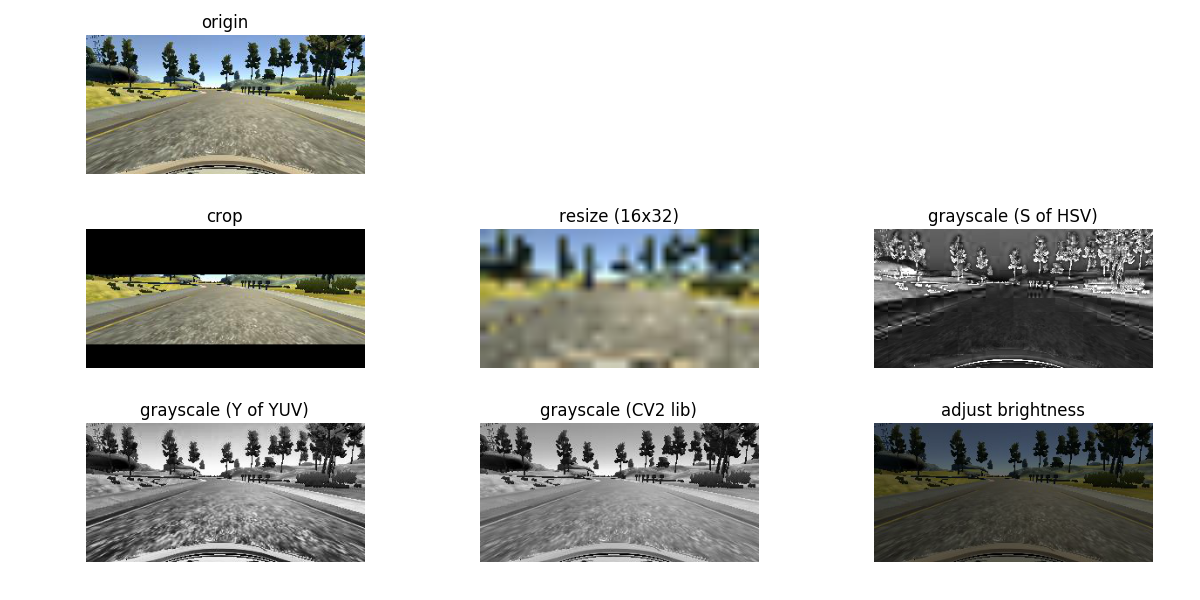 origin
crop
resize (16x32)
grayscale (S of HSV)
grayscale (Y of YUV)
grayscale (CV2 lib)
adjust brightness